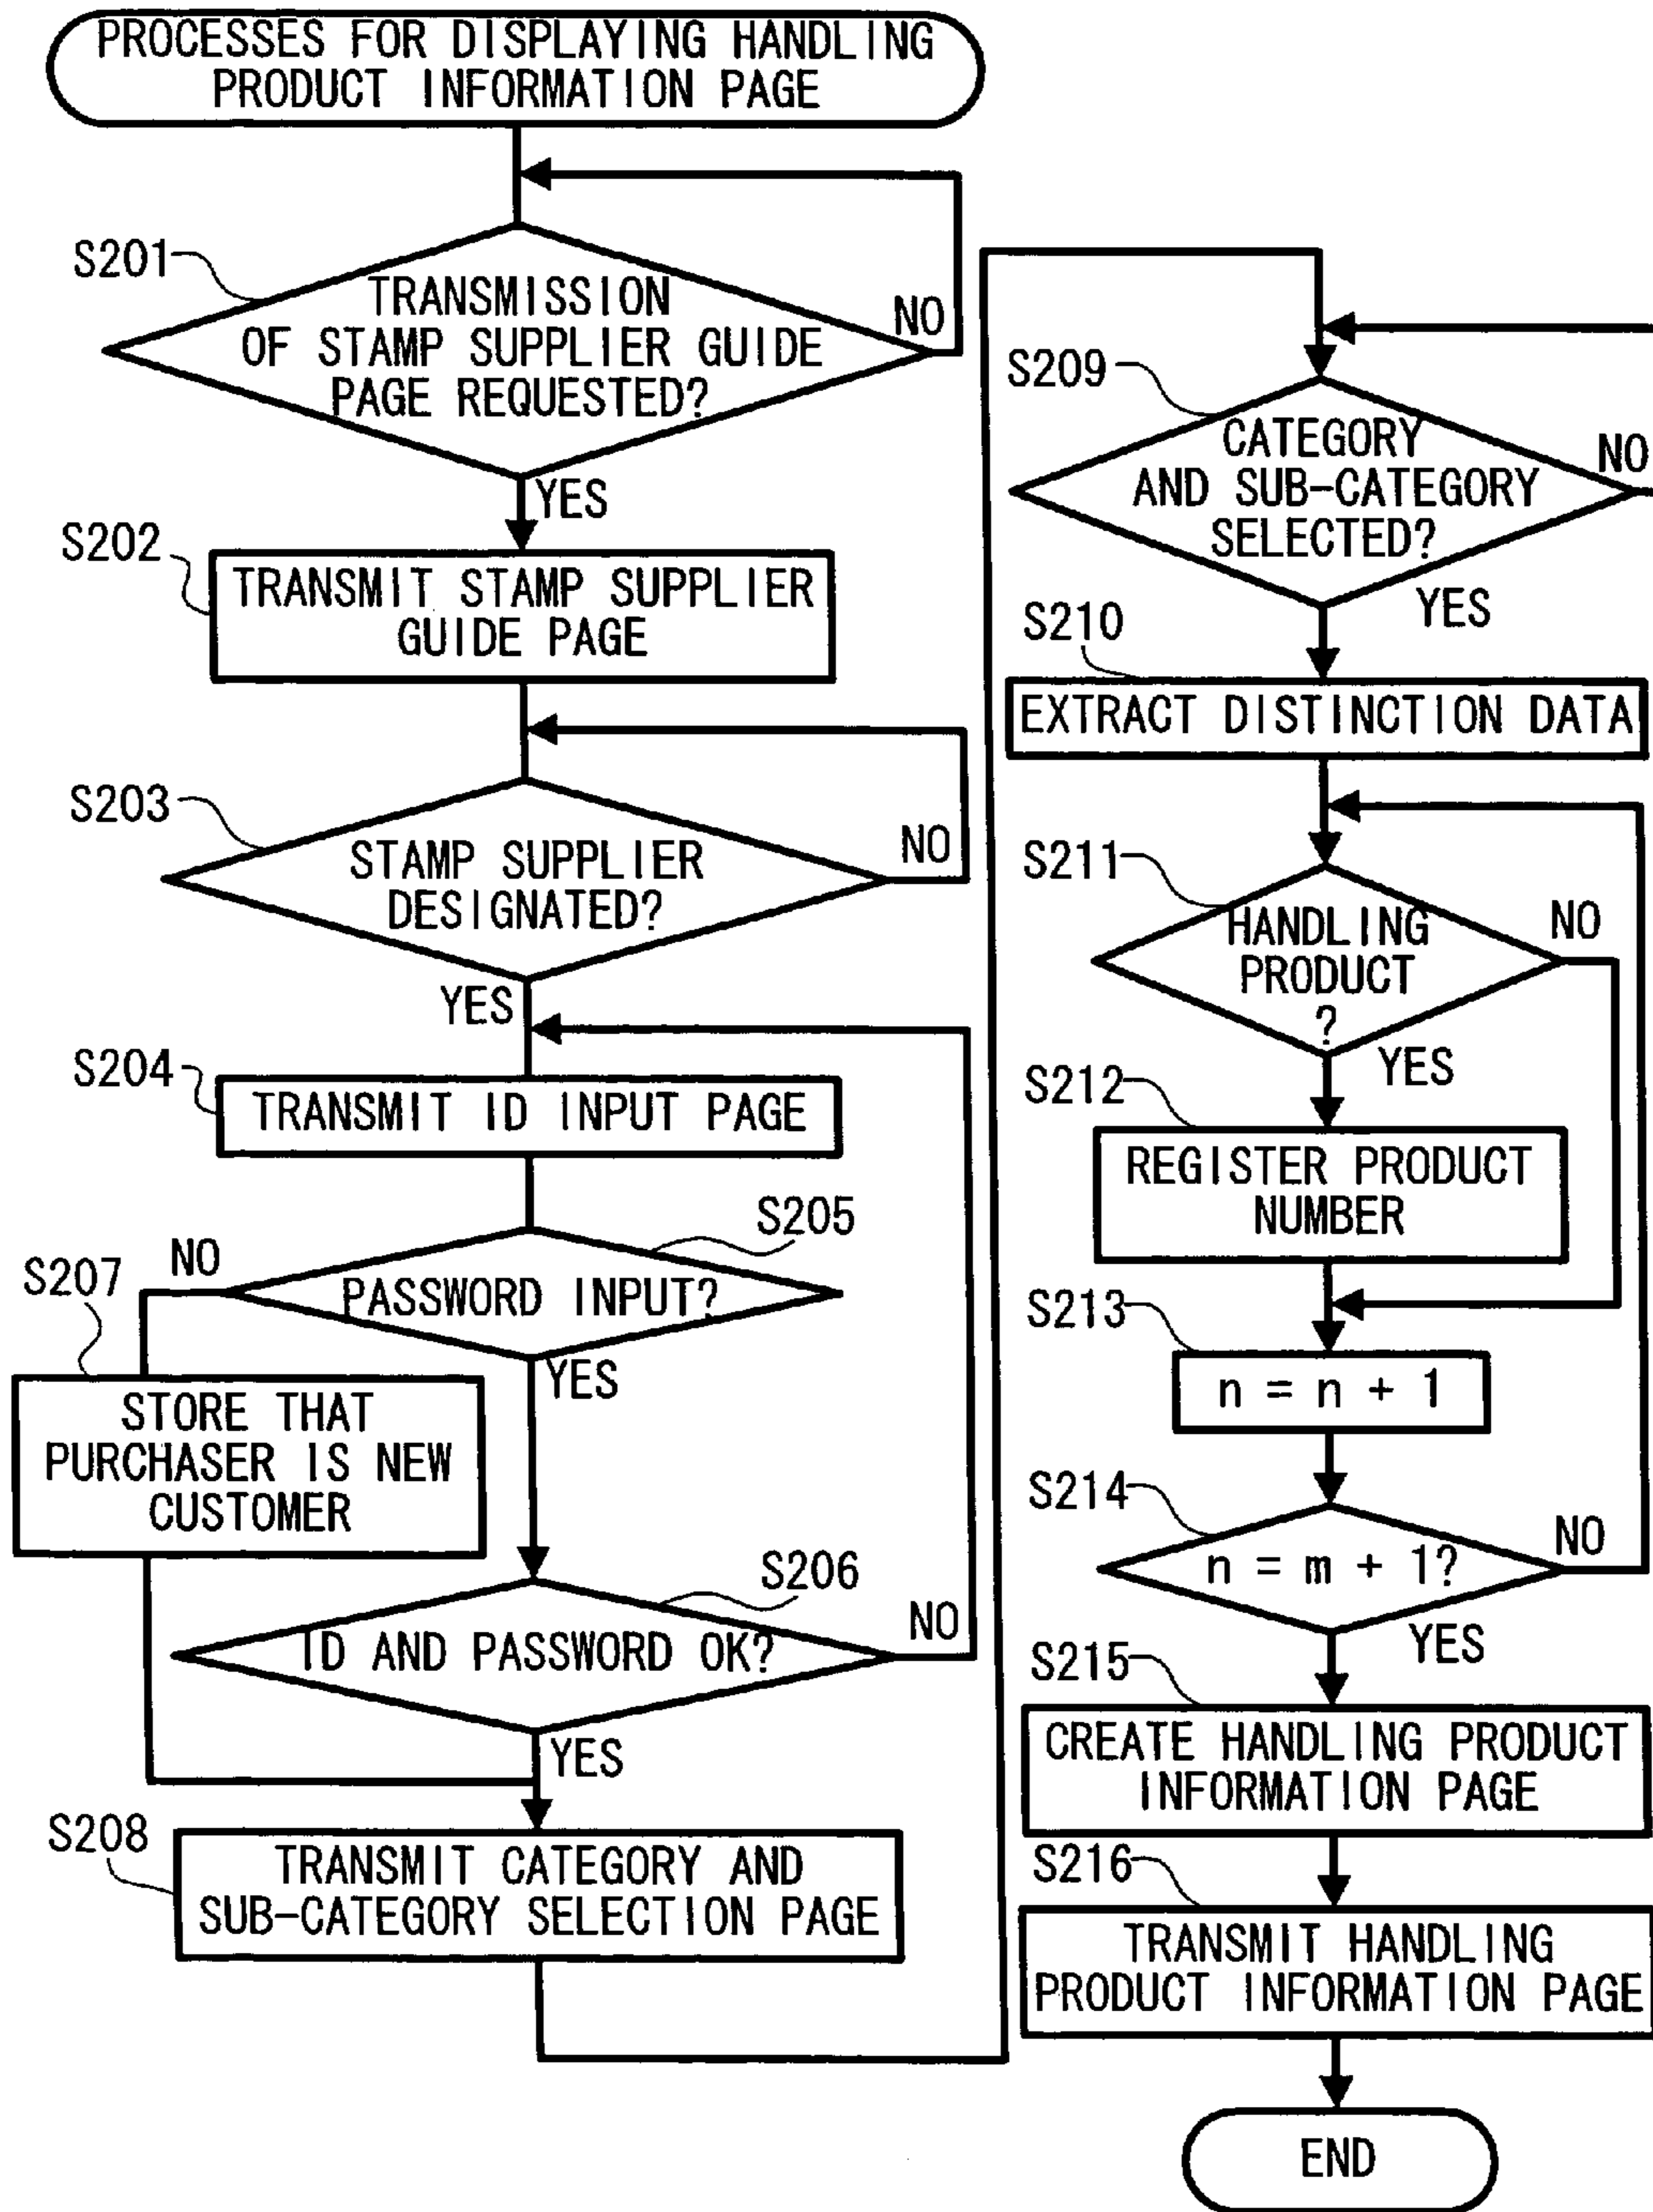 PROCESSES FOR DISPLAYING HANDLING
PRODUCT INFORMATION PAGE
S201
TRANSMISSION
OF STAMP SUPPLIER GUIDE
PAGE REQUESTED?
NO
YES
S202
TRANSMIT STAMP SUPPLIER
GUIDE PAGE
S203
STAMP SUPPLIER
DESIGNATED?
NO
YES
S204
TRANSMIT ID INPUT PAGE
S205
PASSWORD INPUT?
NO
YES
S207
STORE THAT
PURCHASER IS NEW
CUSTOMER
S206
ID AND PASSWORD OK?
NO
YES
S208
TRANSMIT CATEGORY AND
SUB-CATEGORY SELECTION PAGE
S209
CATEGORY
AND SUB-CATEGORY
SELECTED?
NO
YES
S210
EXTRACT DISTINCTION DATA
S211
HANDLING
PRODUCT
?
NO
YES
S212
REGISTER PRODUCT
NUMBER
S213
n = n + 1
S214
n = m + 1?
NO
YES
S215
CREATE HANDLING PRODUCT
INFORMATION PAGE
S216
TRANSMIT HANDLING
PRODUCT INFORMATION PAGE
END